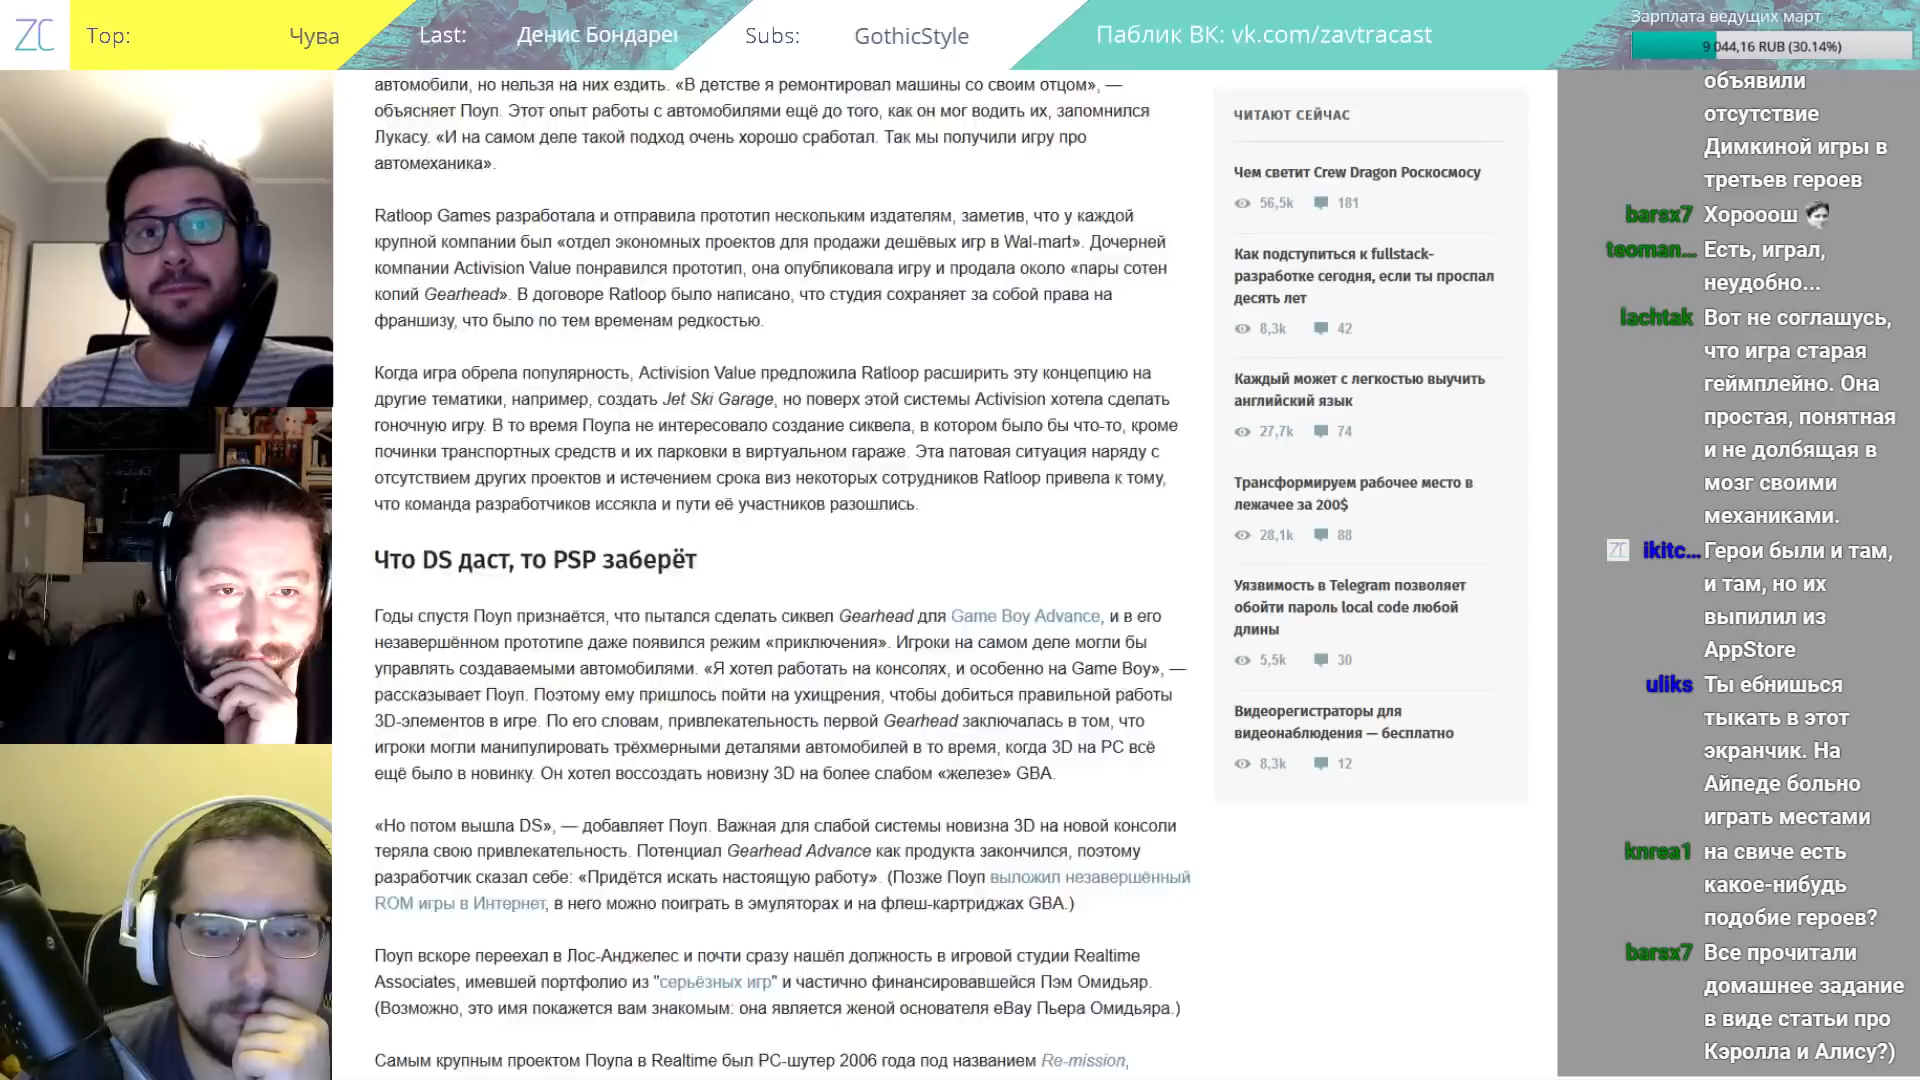 ZC
Top: Чува
Last: Денис Бондарен
Subs: GothicStyle
Паблик ВК: vk.com/zavtracast
Зарплата ведущих март
9 044,16 RUB (30.14%)
автомобили, но нельзя на них ездить. «В детстве я ремонтировал машины со своим отцом», —
объясняет Поуп. Этот опыт работы с автомобилями ещё до того, как он мог водить их, запомнился
Лукасу. «И на самом деле такой подход очень хорошо сработал. Так мы получили игру про
автомеханика».
Ratloop Games разработала и отправила прототип нескольким издателям, заметив, что у каждой
крупной компании был «отдел экономных проектов для продажи дешёвых игр в Wal-mart». Дочерней
компании Activision Value понравился прототип, она опубликовала игру и продала около «пары сотен
копий Gearhead». В договоре Ratloop было написано, что студия сохраняет за собой права на
франшизу, что было по тем временам редкостью.
Когда игра обрела популярность, Activision Value предложила Ratloop расширить эту концепцию на
другие тематики, например, создать Jet Ski Garage, но поверх этой системы Activision хотела сделать
гоночную игру. В то время Поупа не интересовало создание сиквела, в котором было бы что-то, кроме
починки транспортных средств и их парковки в виртуальном гараже. Эта патовая ситуация наряду с
отсутствием других проектов и истечением срока виз некоторых сотрудников Ratloop привела к тому,
что команда разработчиков иссякла и пути её участников разошлись.
Что DS даст, то PSP заберёт
Годы спустя Поуп признаётся, что пытался сделать сиквел Gearhead для Game Boy Advance, и в его
незавершённом прототипе даже появился режим «приключения». Игроки на самом деле могли бы
управлять создаваемыми автомобилями. «Я хотел работать на консолях, и особенно на Game Boy», —
рассказывает Поуп. Поэтому ему пришлось пойти на ухищрения, чтобы добиться правильной работы
3D-элементов в игре. По его словам, привлекательность первой Gearhead заключалась в том, что
игроки могли манипулировать трёхмерными деталями автомобилей в то время, когда 3D на PC всё
ещё было в новинку. Он хотел воссоздать новизну 3D на более слабом «железе» GBA.
«Но потом вышла DS», — добавляет Поуп. Важная для слабой системы новизна 3D на новой консоли
теряла свою привлекательность. Потенциал Gearhead Advance как продукта закончился, поэтому
разработчик сказал себе: «Придётся искать настоящую работу». (Позже Поуп выложил незавершённый
ROM игры в Интернет, в него можно поиграть в эмуляторах и на флеш-картриджах GBA.)
Поуп вскоре переехал в Лос-Анджелес и почти сразу нашёл должность в игровой студии Realtime
Associates, имевшей портфолио из "серьёзных игр" и частично финансировавшейся Пэм Омидьяр.
(Возможно, это имя покажется вам знакомым: она является женой основателя eBay Пьера Омидьяра.)
Самым крупным проектом Поупа в Realtime был PC-шутер 2006 года под названием Re-mission,
ЧИТАЮТ СЕЙЧАС
Чем светит Crew Dragon Роскосмосу
56,5k 181
Как подступиться к fullstack-
разработке сегодня, если ты проспал
десять лет
8,3k 42
Каждый может с легкостью выучить
английский язык
27,7k 74
Трансформируем рабочее место в
лежачее за 200$
28,1k 88
Уязвимость в Telegram позволяет
обойти пароль local code любой
длины
5,5k 30
Видеорегистраторы для
видеонаблюдения — бесплатно
8,3k 12
объявили
отсутствие
Димкиной игры в
третьев героев
barsx7 Хорооош
teoman... Есть, играл,
неудобно...
lachtak Вот не соглашусь,
что игра старая
геймплейно. Она
простая, понятная
и не долбящая в
мозг своими
механиками.
ZC ikitc... Герои были и там,
и там, но их
выпилил из
AppStore
uliks Ты ебнишься
тыкать в этот
экранчик. На
Айпеде больно
играть местами
knrea1 на свиче есть
какое-нибудь
подобие героев?
barsx7 Все прочитали
домашнее задание
в виде статьи про
Кэролла и Алису?)